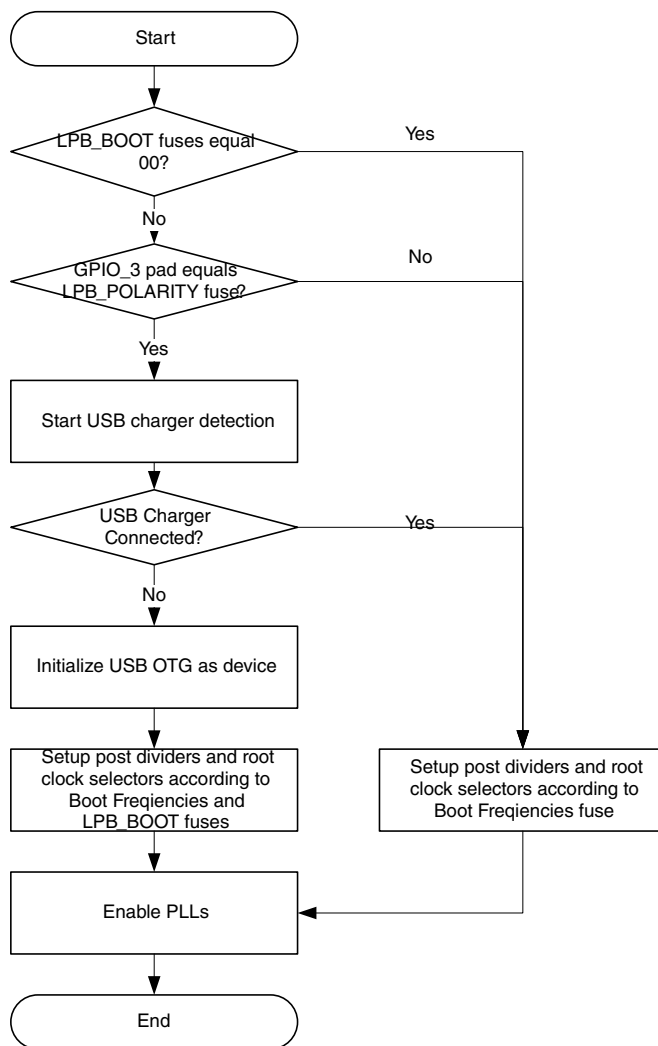 Start
LPB_BOOT fuses equal
00?
Yes
No
GPIO_3 pad equals
LPB_POLARITY fuse?
No
Yes
Start USB charger detection
USB Charger
Connected?
Yes
No
Initialize USB OTG as device
Setup post dividers and root
clock selectors according to
Boot Freqiencies and
LPB_BOOT fuses
Setup post dividers and root
clock selectors according to
Boot Freqiencies fuse
Enable PLLs
End